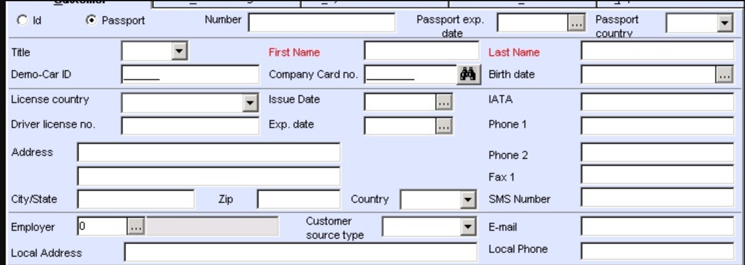 Customer
Id Passport Number Passport exp. date Passport country
Title First Name Last Name
Demo-Car ID Company Card no. Birth date
License country Issue Date IATA
Driver license no. Exp. date Phone 1
Address Phone 2
Fax 1
City/State Zip Country SMS Number
Employer 0 Customer source type E-mail
Local Address Local Phone